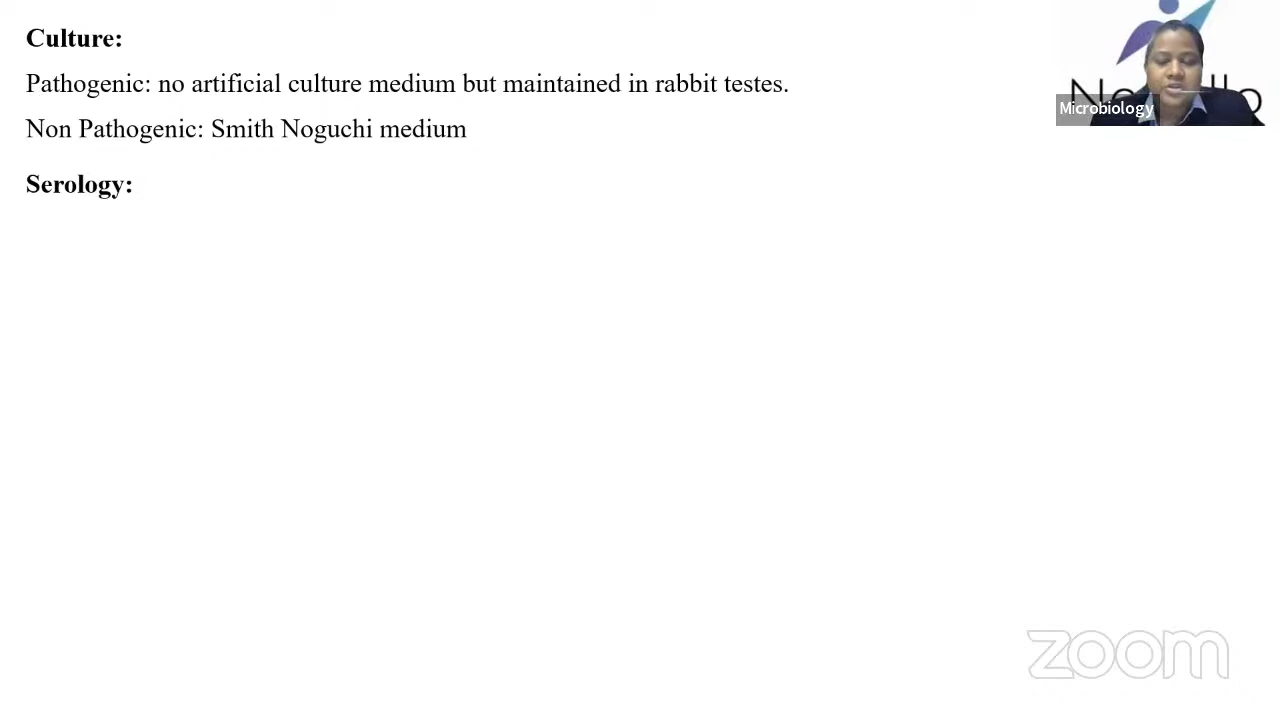 Culture:
Pathogenic: no artificial culture medium but maintained in rabbit testes.
Non Pathogenic: Smith Noguchi medium
Serology:
Microbiology
zoom